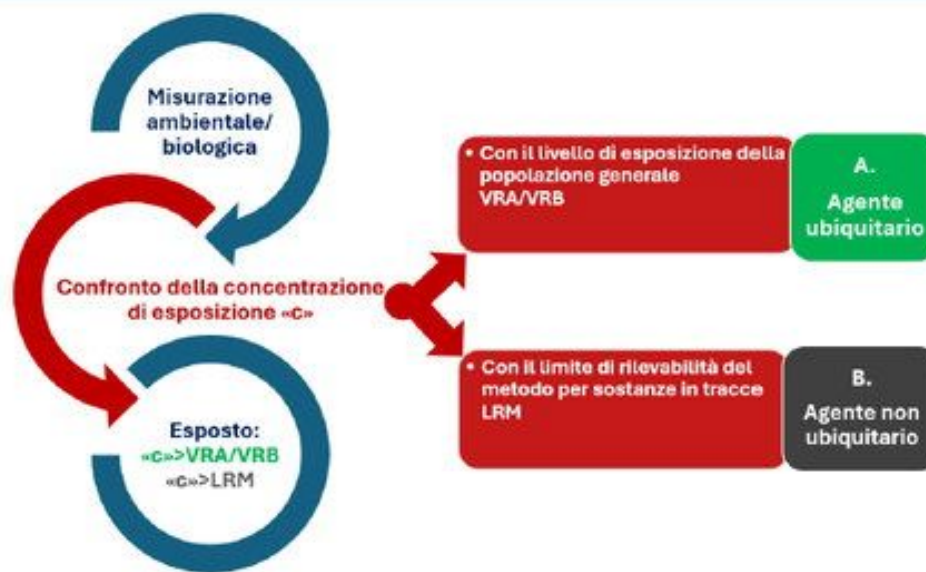 Misurazione
ambientale/
biologica
Confronto della concentrazione
di esposizione «c»
Esposto:
«c»>VRA/VRB
«c»>LRM
• Con il livello di esposizione della
popolazione generale
VRA/VRB
A.
Agente
ubiquitario
• Con il limite di rilevabilità del
metodo per sostanze in tracce
LRM
B.
Agente non
ubiquitario